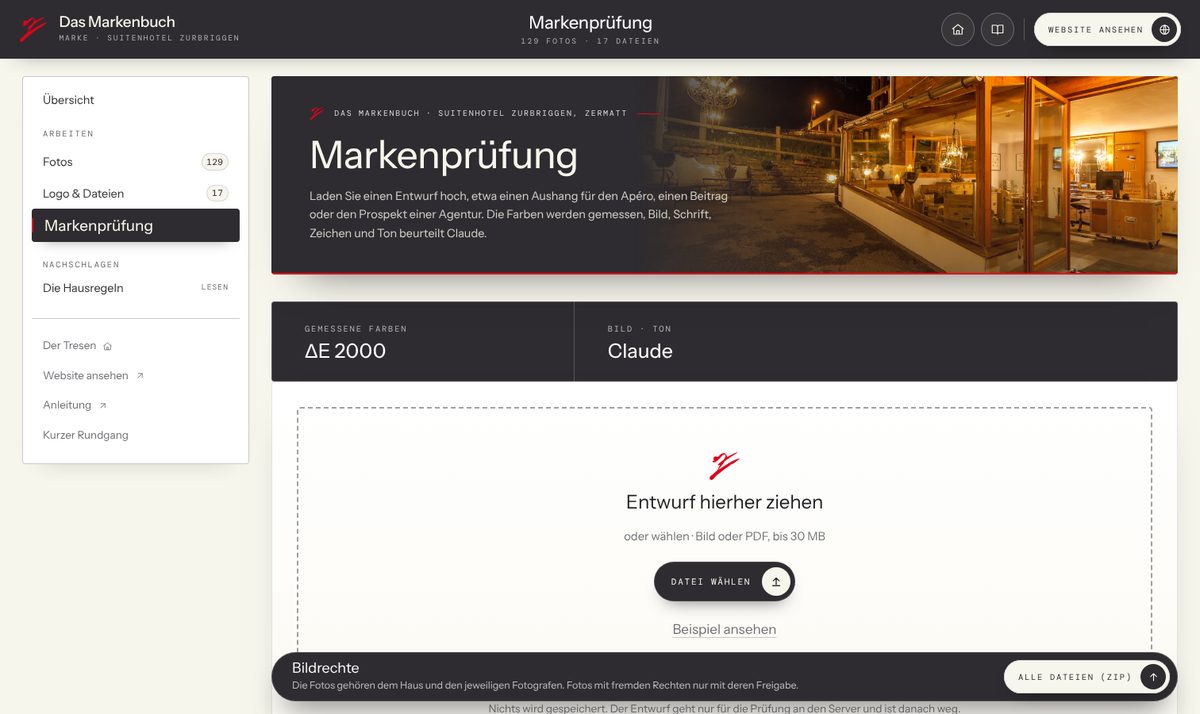 Das Markenbuch
MARKE · SUITENHOTEL ZURBRIGGEN
Markenprüfung
129 FOTOS · 17 DATEIEN
WEBSITE ANSEHEN
Übersicht
ARBEITEN
Fotos 129
Logo & Dateien 17
Markenprüfung
NACHSCHLAGEN
Die Hausregeln LESEN
Der Tresen
Website ansehen ↗
Anleitung ↗
Kurzer Rundgang
DAS MARKENBUCH · SUITENHOTEL ZURBRIGGEN, ZERMATT
Markenprüfung
Laden Sie einen Entwurf hoch, etwa einen Aushang für den Apéro, einen Beitrag
oder den Prospekt einer Agentur. Die Farben werden gemessen, Bild, Schrift,
Zeichen und Ton beurteilt Claude.
GEMESSENE FARBEN
ΔE 2000
BILD · TON
Claude
Entwurf hierher ziehen
oder wählen · Bild oder PDF, bis 30 MB
DATEI WÄHLEN
Beispiel ansehen
Bildrechte
Die Fotos gehören dem Haus und den jeweiligen Fotografen. Fotos mit fremden Rechten nur mit deren Freigabe.
ALLE DATEIEN (ZIP)
Nichts wird gespeichert. Der Entwurf geht nur für die Prüfung an den Server und ist danach weg.